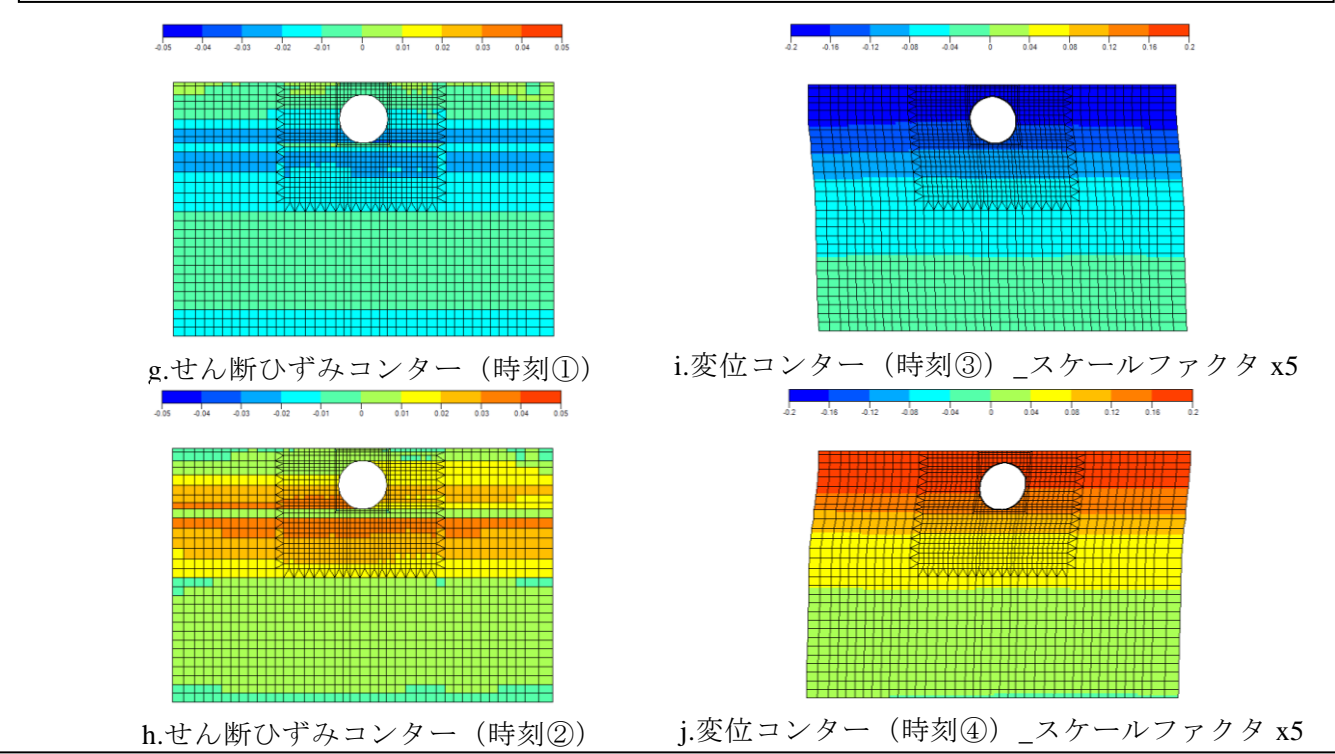 -0.05 -0.04 -0.03 -0.02 -0.01 0 0.01 0.02 0.03 0.04 0.05
-0.2 -0.16 -0.12 -0.08 -0.04 0 0.04 0.08 0.12 0.16 0.2
g.せん断ひずみコンター（時刻①）
i.変位コンター（時刻③）_スケールファクタ x5
-0.05 -0.04 -0.03 -0.02 -0.01 0 0.01 0.02 0.03 0.04 0.05
-0.2 -0.16 -0.12 -0.08 -0.04 0 0.04 0.08 0.12 0.16 0.2
h.せん断ひずみコンター（時刻②）
j.変位コンター（時刻④）_スケールファクタ x5